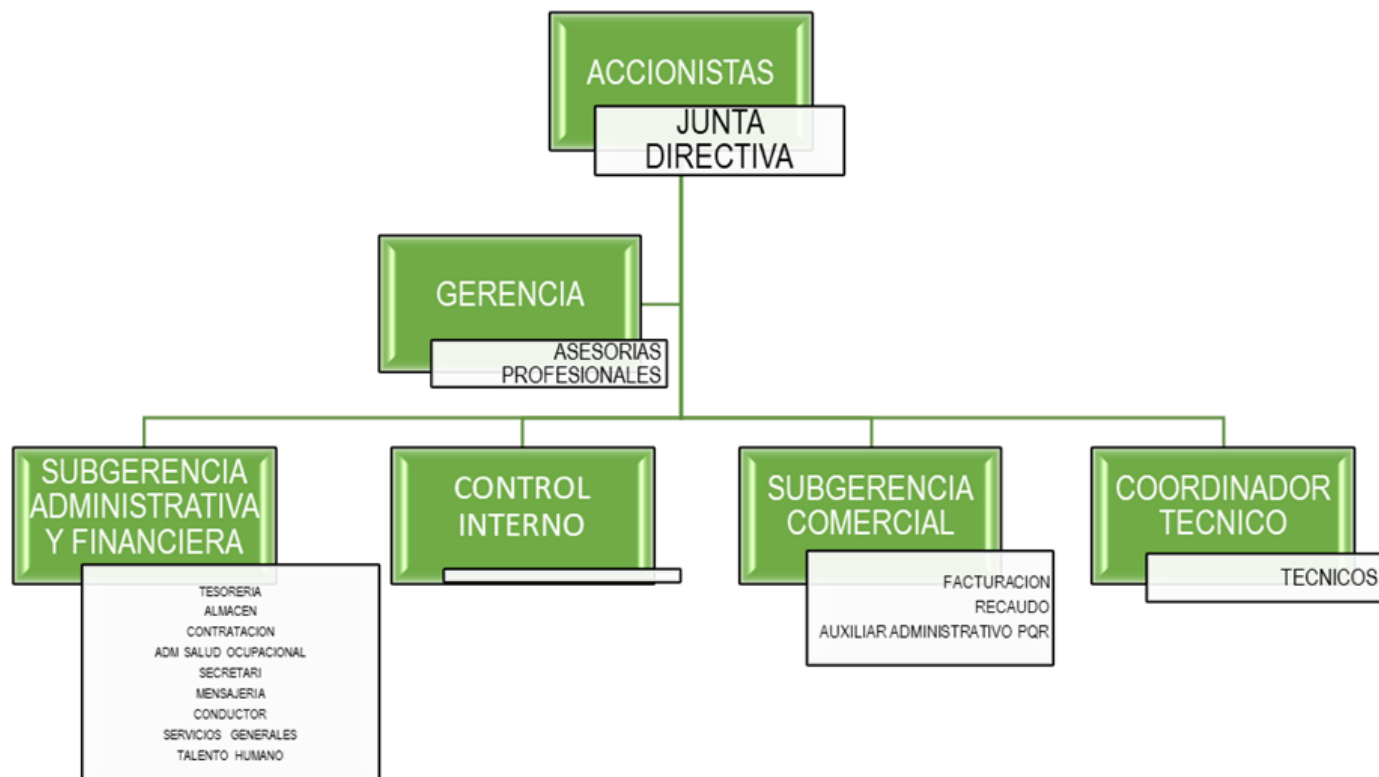 ACCIONISTAS
JUNTA
DIRECTIVA
GERENCIA
ASESORIAS
PROFESIONALES
SUBGERENCIA
ADMINISTRATIVA
Y FINANCIERA
TESORERIA
ALMACEN
CONTRATACION
ADM SALUD OCUPACIONAL
SECRETARI
MENSAJERIA
CONDUCTOR
SERVICIOS GENERALES
TALENTO HUMANO
CONTROL
INTERNO
SUBGERENCIA
COMERCIAL
FACTURACION
RECAUDO
AUXILIAR ADMINISTRATIVO PQR
COORDINADOR
TECNICO
TECNICOS